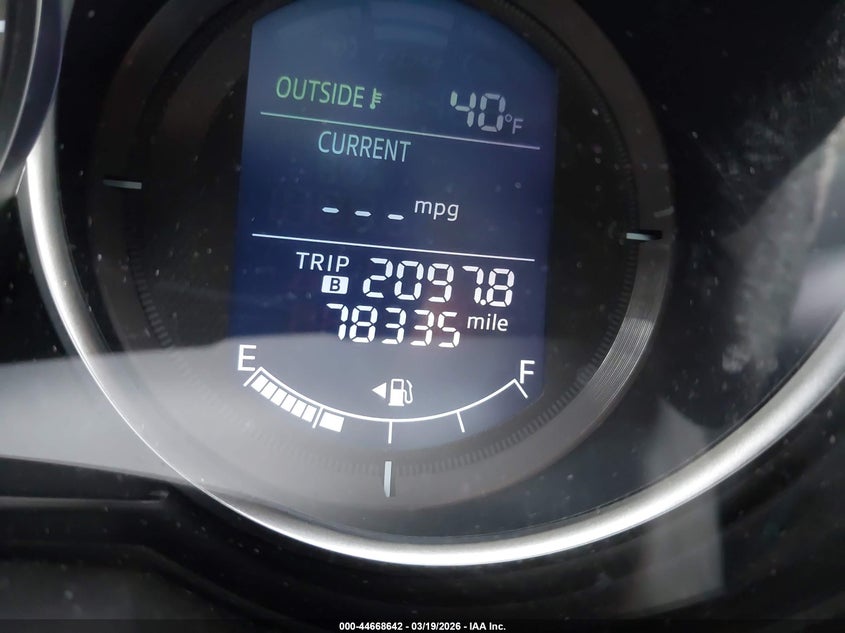 OUTSIDE 40°F
CURRENT
--- mpg
TRIP B 2097.8
78335 mile
E F
000-44668642 - 03/19/2026 - IAA Inc.